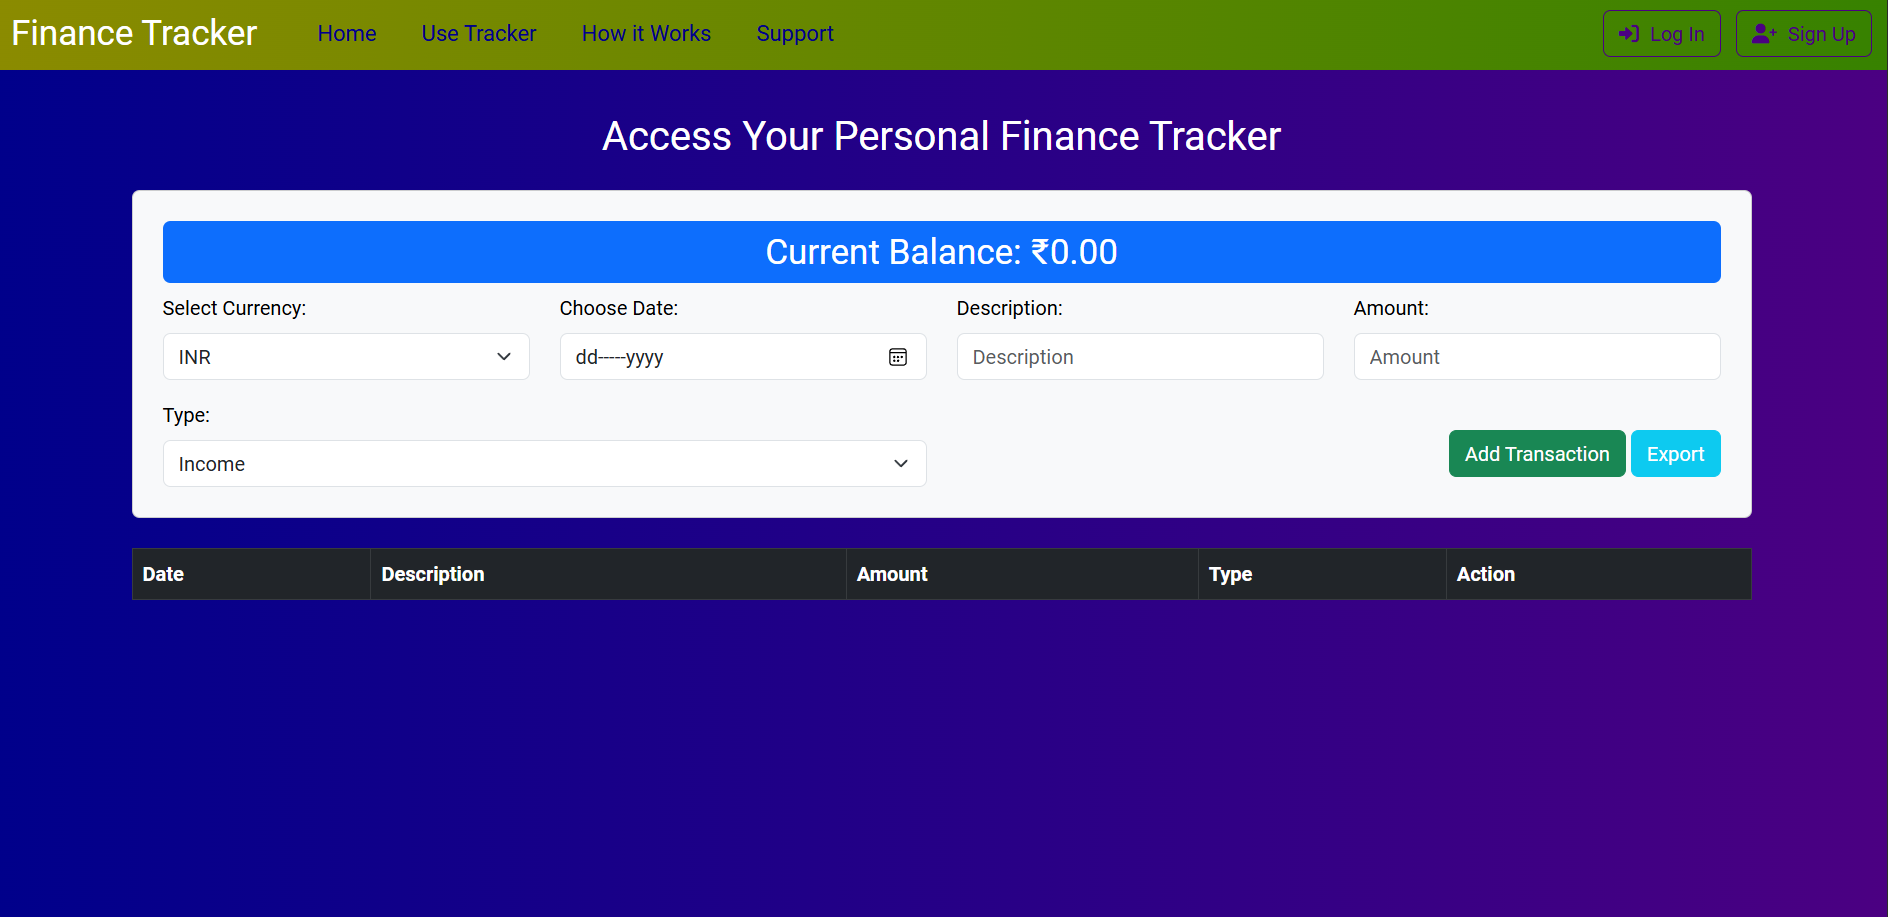 Finance Tracker Home Use Tracker How it Works Support Log In Sign Up
Access Your Personal Finance Tracker
Current Balance: ₹0.00
Select Currency: Choose Date: Description: Amount:
INR dd-----yyyy Description Amount
Type:
Income Add Transaction Export
Date Description Amount Type Action